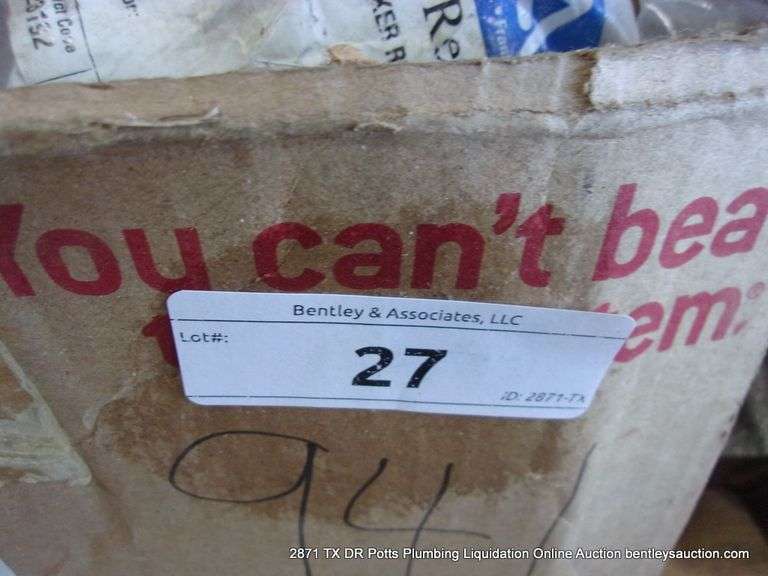 KER R
Re
You can't bea
em.®
Bentley & Associates, LLC
Lot#:
27
ID: 2871-TX
941
2871 TX DR Potts Plumbing Liquidation Online Auction bentleysauction.com